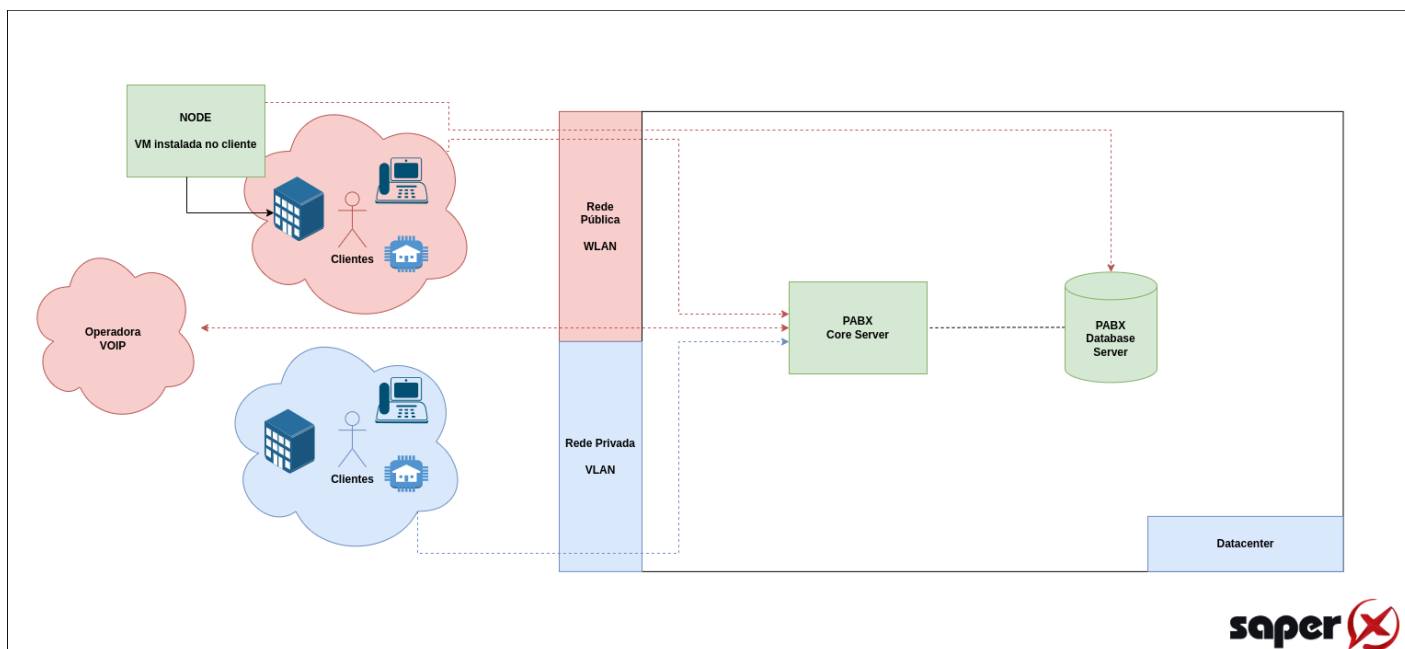 NODE
VM instalada no cliente
Clientes
Operadora
VOIP
Clientes
Rede
Pública
WLAN
Rede Privada
VLAN
PABX
Core Server
PABX
Database
Server
Datacenter
saper X